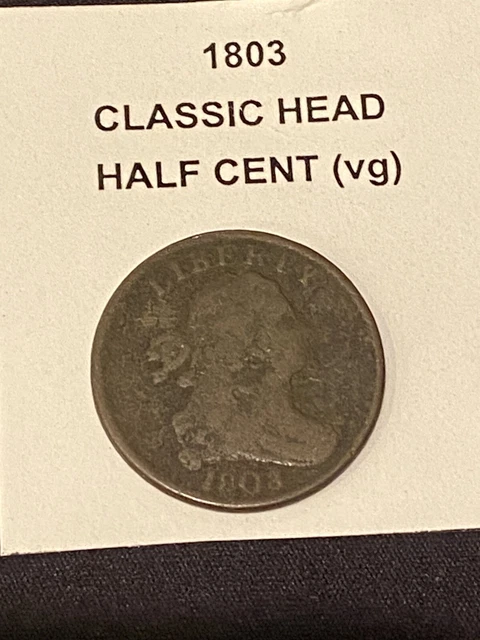 1803
CLASSIC HEAD
HALF CENT (vg)
LIBERTY
1803